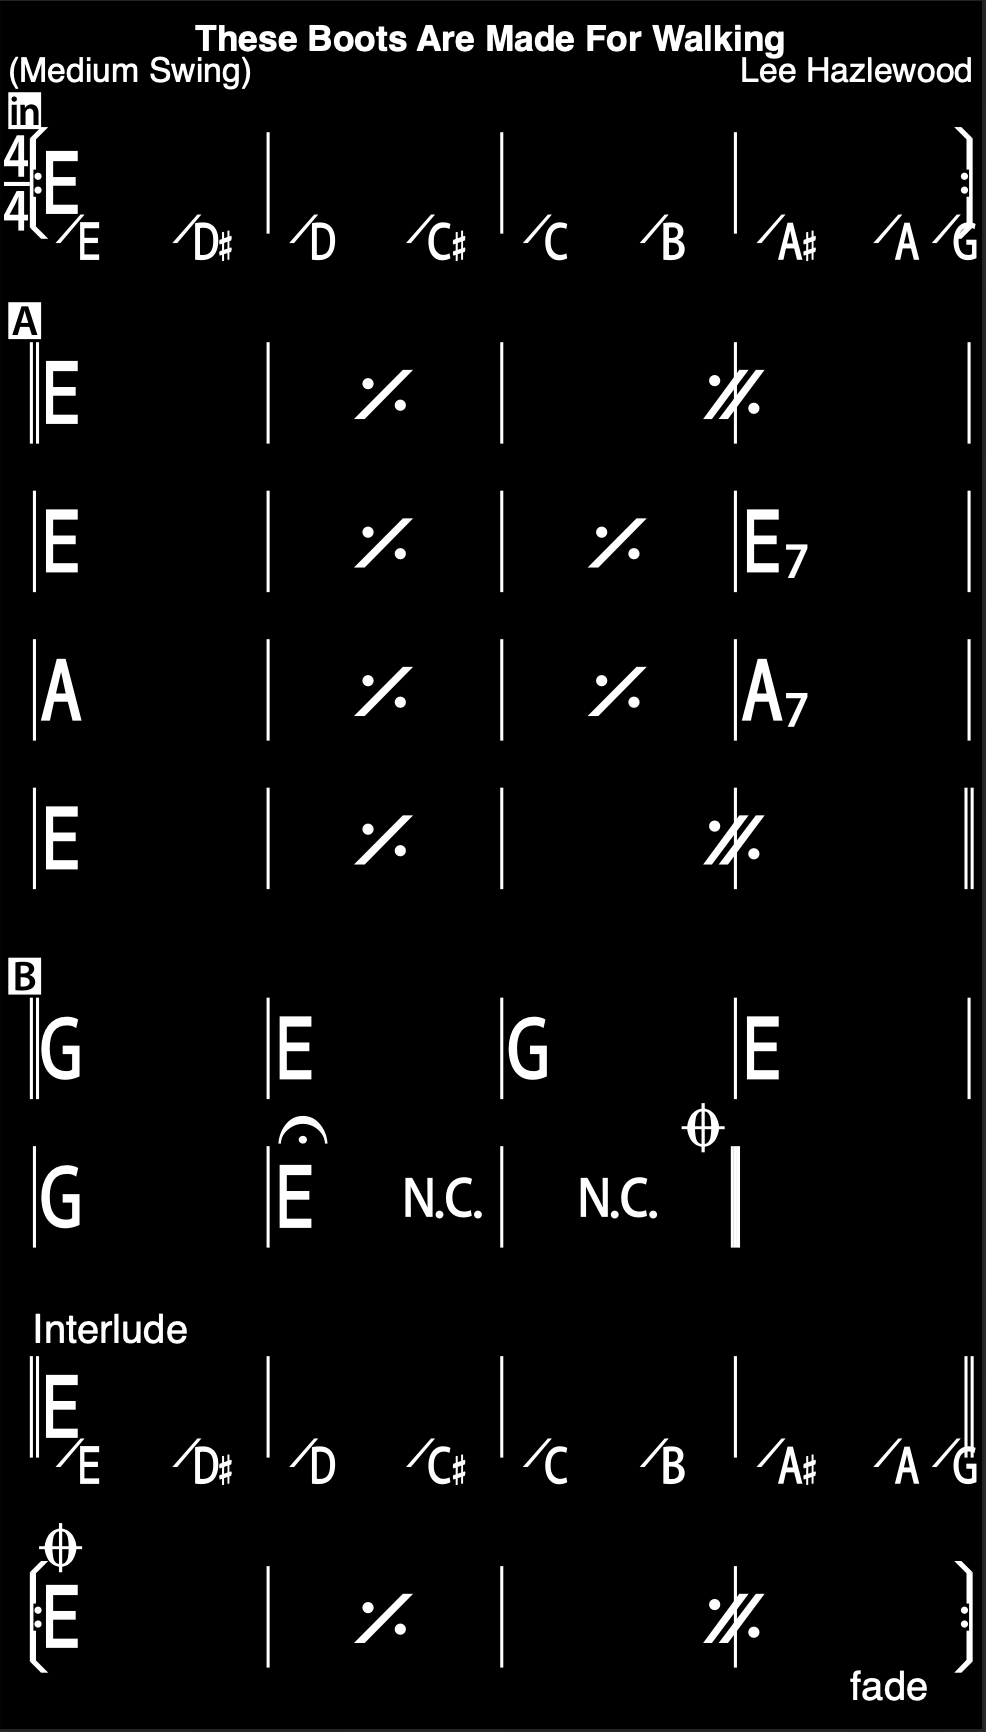 These Boots Are Made For Walking
(Medium Swing) Lee Hazlewood
in
4/4 E
/E /D♯ /D /C♯ /C /B /A♯ /A /G
A
E
E E7
A A7
E
B
G E G E
G E N.C. N.C.
Interlude
E
/E /D♯ /D /C♯ /C /B /A♯ /A /G
E
fade